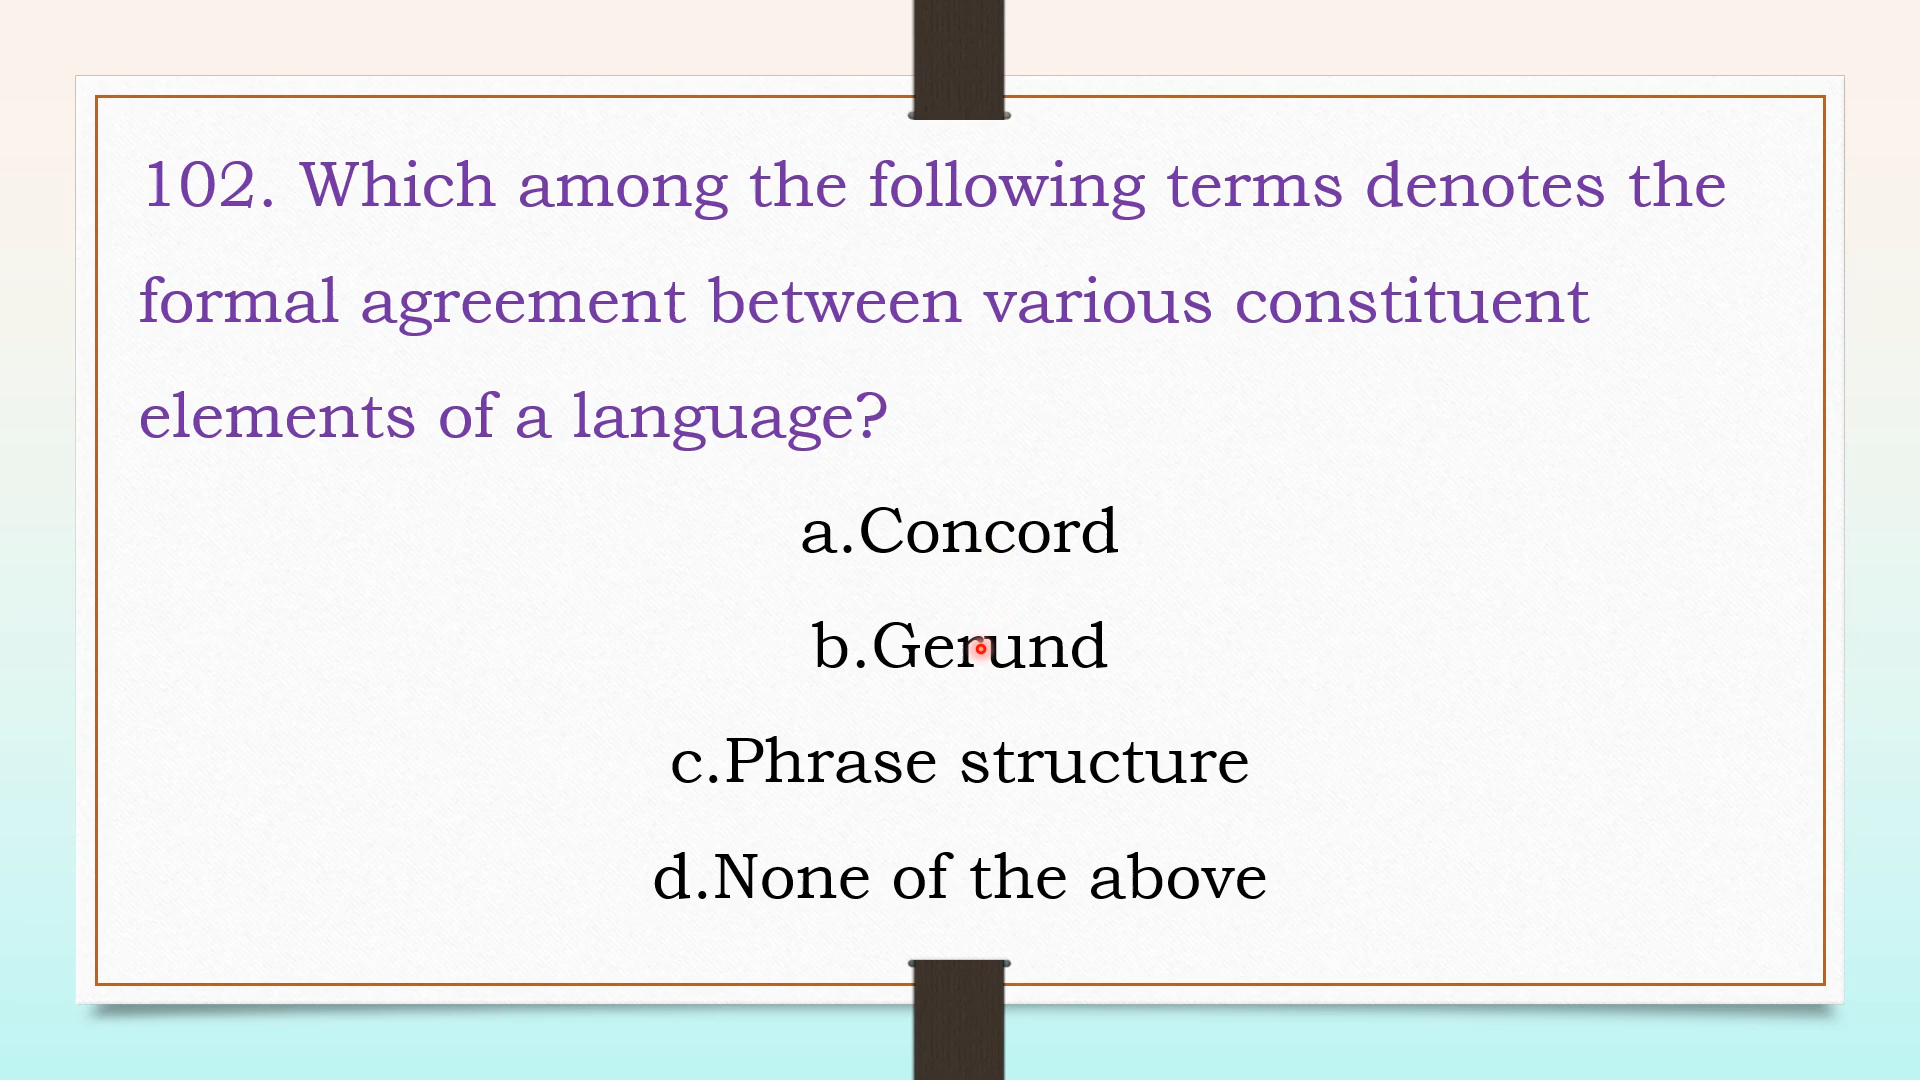 102. Which among the following terms denotes the
formal agreement between various constituent
elements of a language?
a.Concord
b.Gerund
c.Phrase structure
d.None of the above